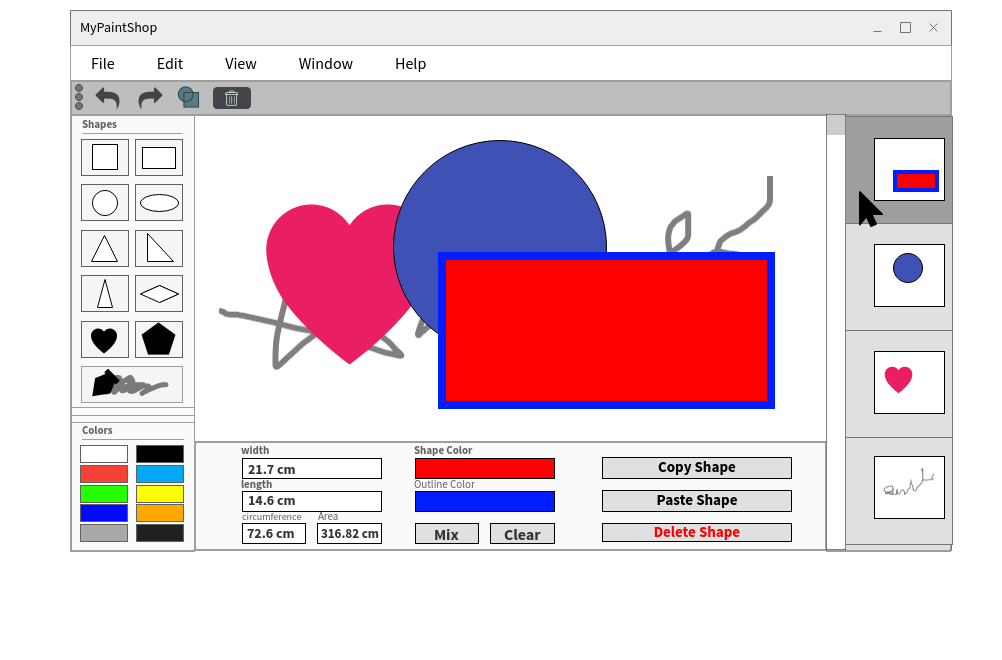 MyPaintShop
File Edit View Window Help
Shapes
Colors
width
21.7 cm
length
14.6 cm
circumference Area
72.6 cm 316.82 cm
Shape Color
Outline Color
Mix Clear
Copy Shape
Paste Shape
Delete Shape